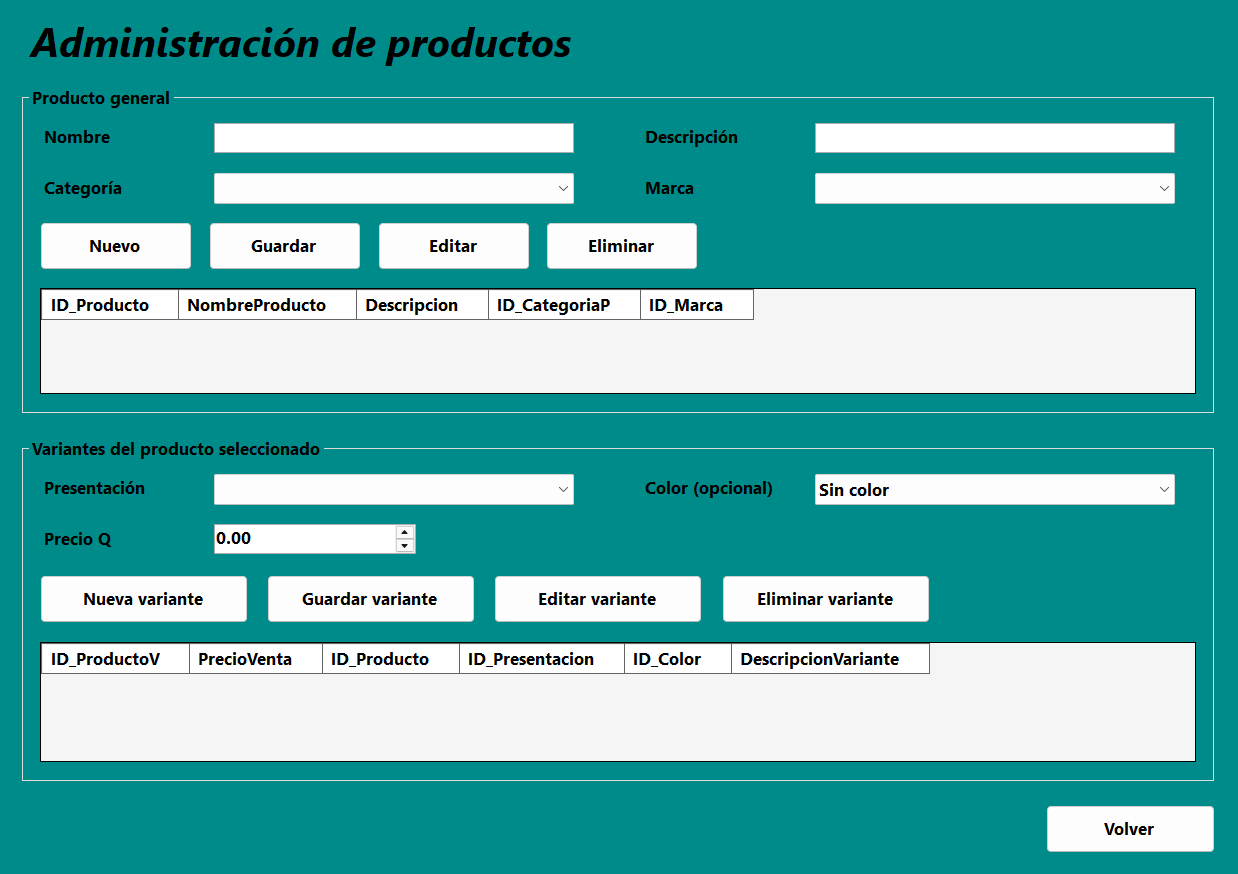 Administración de productos
Producto general
Nombre
Descripción
Categoría
Marca
Nuevo Guardar Editar Eliminar
ID_Producto NombreProducto Descripcion ID_CategoriaP ID_Marca
Variantes del producto seleccionado
Presentación
Color (opcional) Sin color
Precio Q 0.00
Nueva variante Guardar variante Editar variante Eliminar variante
ID_ProductoV PrecioVenta ID_Producto ID_Presentacion ID_Color DescripcionVariante
Volver